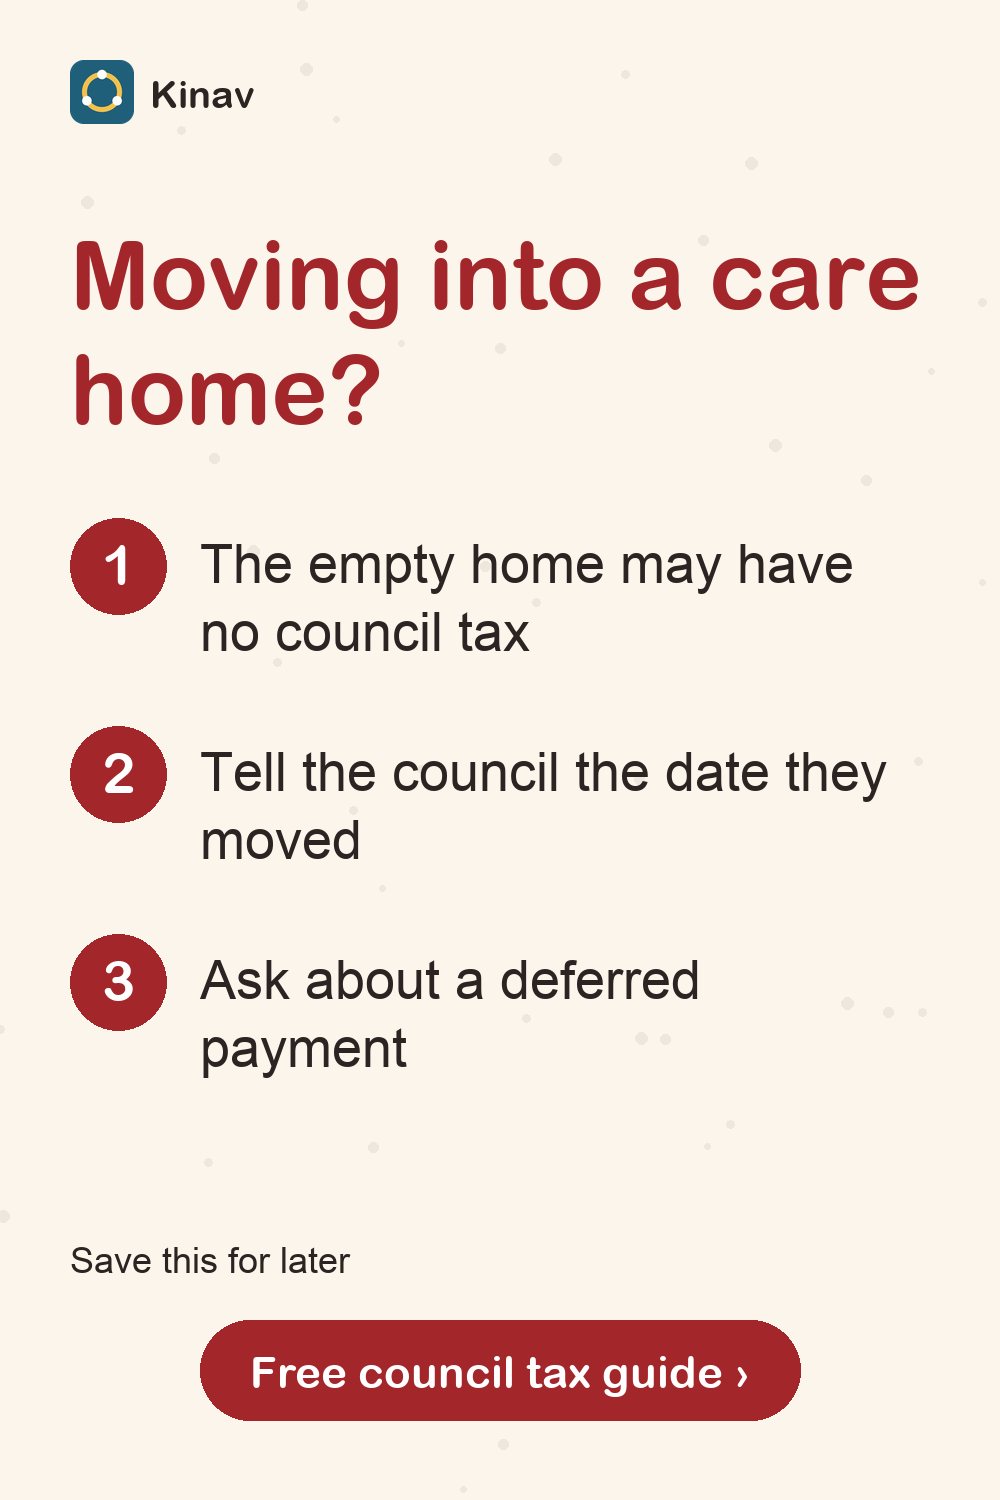 Kinav
Moving into a care
home?
1
The empty home may have
no council tax
2
Tell the council the date they
moved
3
Ask about a deferred
payment
Save this for later
Free council tax guide ›